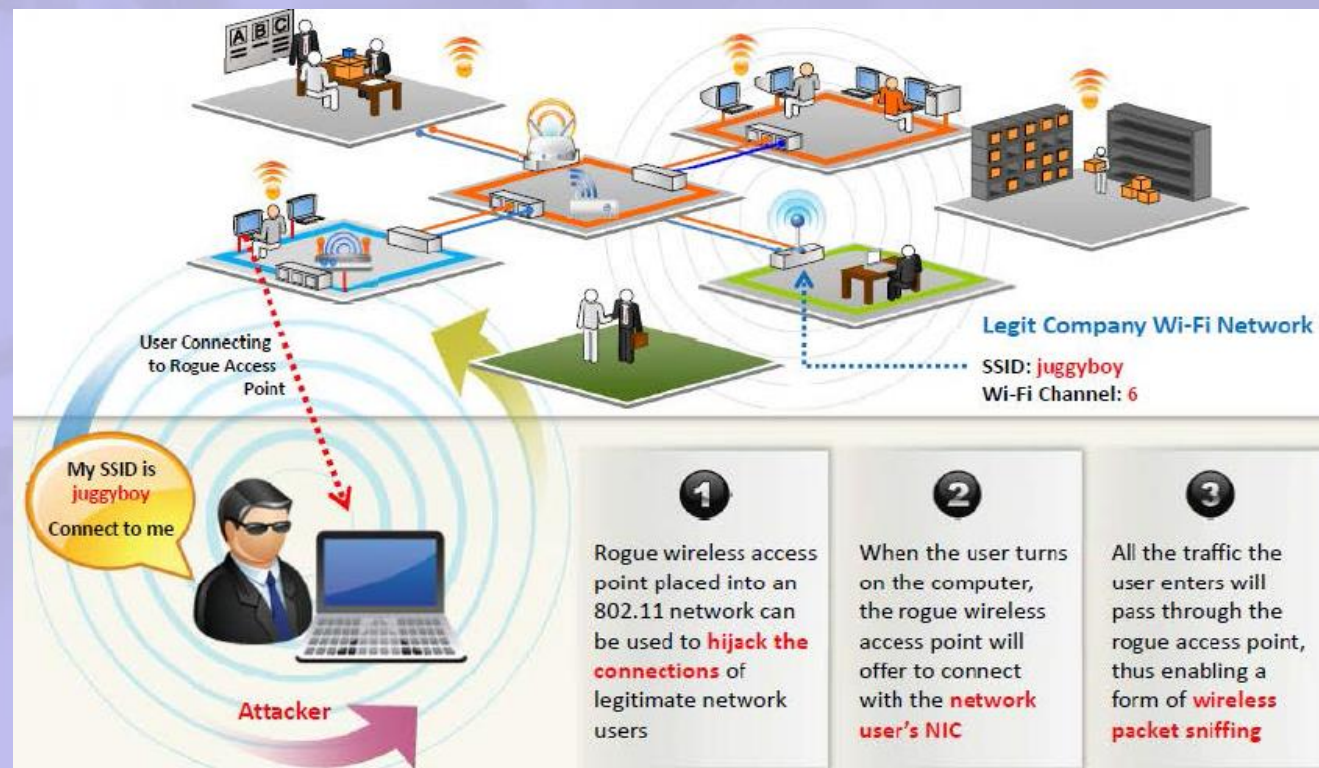 A B C
User Connecting
to Rogue Access
Point
Legit Company Wi-Fi Network
SSID: juggyboy
Wi-Fi Channel: 6
My SSID is
juggyboy
Connect to me
Attacker
1
Rogue wireless access
point placed into an
802.11 network can
be used to hijack the
connections of
legitimate network
users
2
When the user turns
on the computer,
the rogue wireless
access point will
offer to connect
with the network
user's NIC
3
All the traffic the
user enters will
pass through the
rogue access point,
thus enabling a
form of wireless
packet sniffing